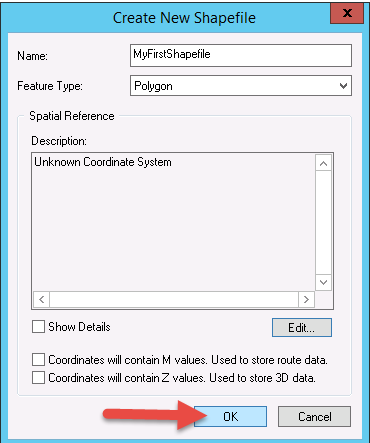 Create New Shapefile
x
Name:
MyFirstShapefile
Feature Type:
Polygon
Spatial Reference
Description:
Unknown Coordinate System
Show Details
Edit...
Coordinates will contain M values. Used to store route data.
Coordinates will contain Z values. Used to store 3D data.
OK
Cancel